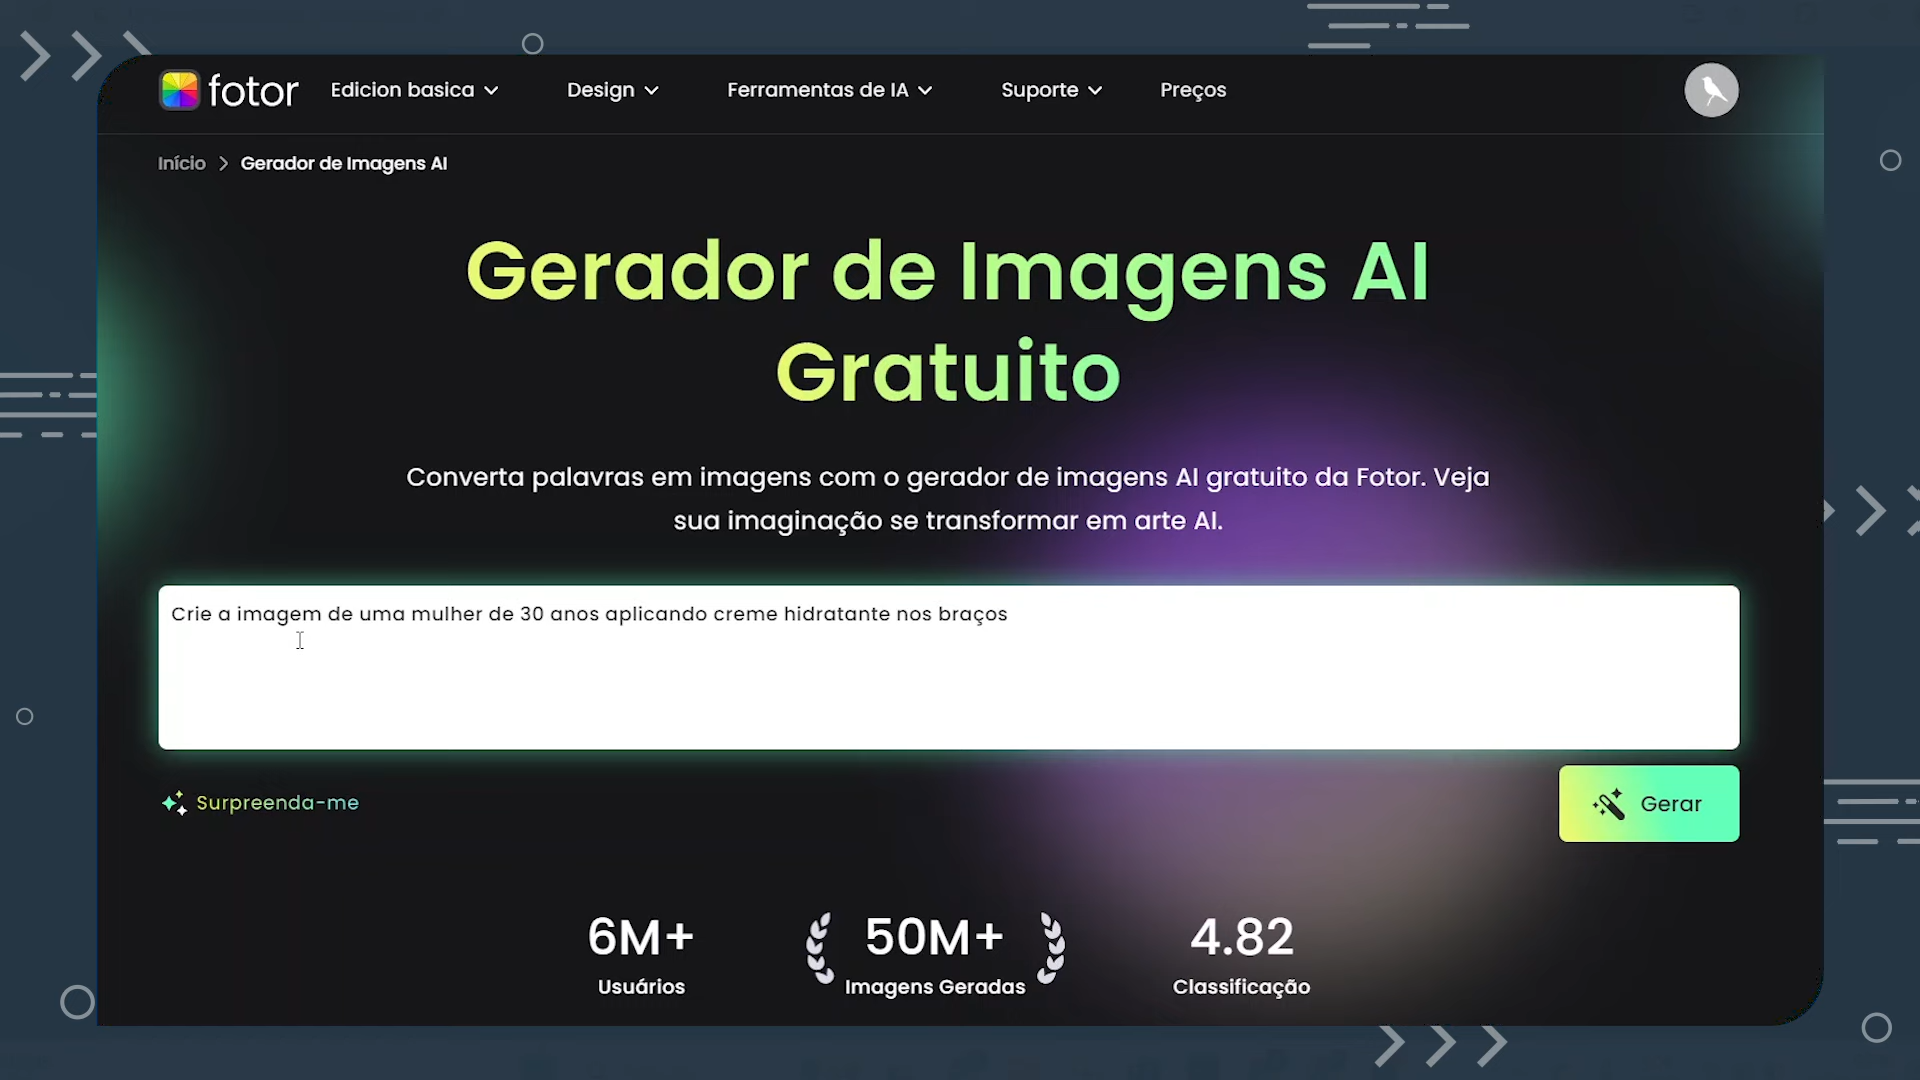 fotor Edicion basica Design Ferramentas de IA Suporte Preços
Início > Gerador de Imagens AI
Gerador de Imagens AI
Gratuito
Converta palavras em imagens com o gerador de imagens AI gratuito da Fotor. Veja
sua imaginação se transformar em arte AI.
Crie a imagem de uma mulher de 30 anos aplicando creme hidratante nos braços
Surpreenda-me
Gerar
6M+ 50M+ 4.82
Usuários Imagens Geradas Classificação